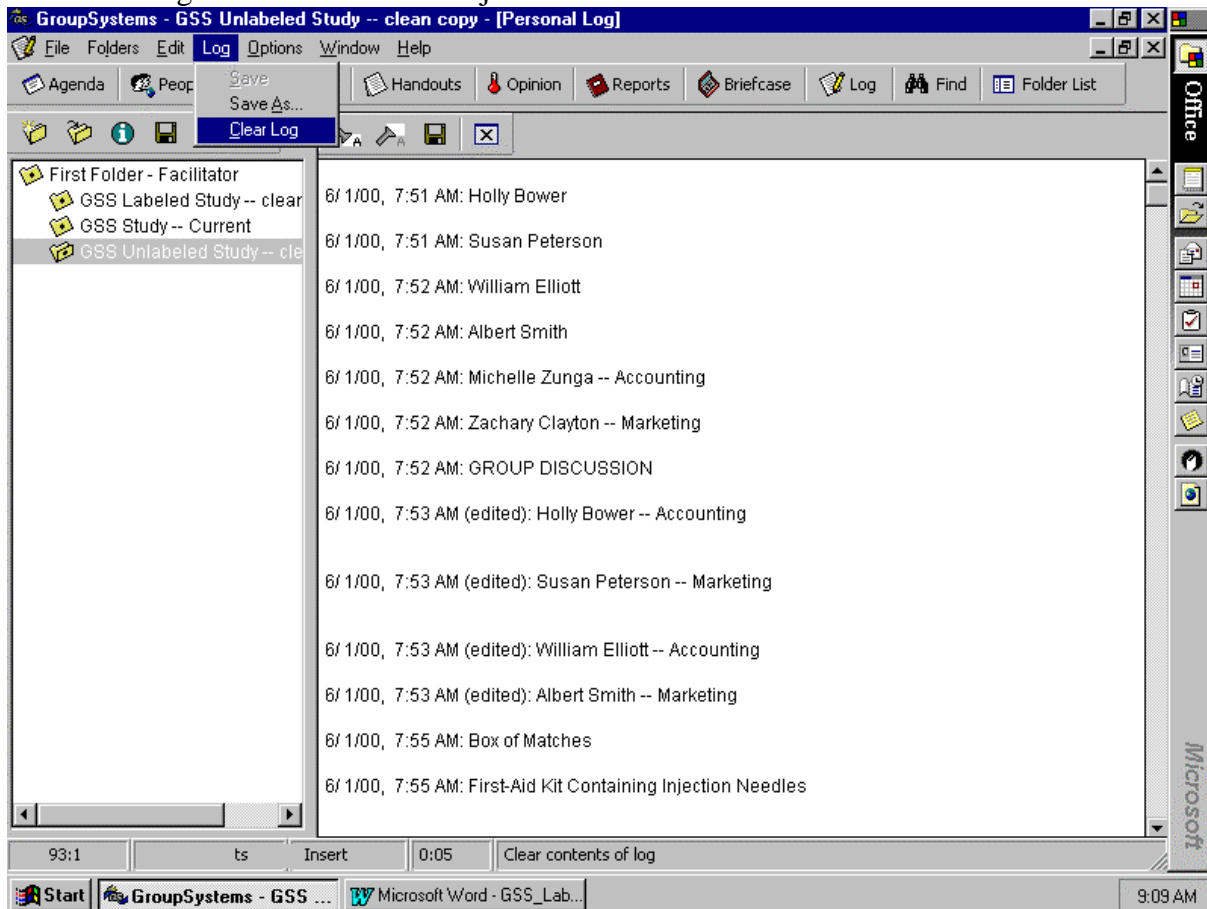 GroupSystems - GSS Unlabeled Study -- clean copy - [Personal Log]
File Folders Edit Log Options Window Help
Agenda Peop Handouts Opinion Reports Briefcase Log Find Folder List
Save
Save As...
Clear Log
Office
First Folder - Facilitator
GSS Labeled Study -- clear
GSS Study -- Current
GSS Unlabeled Study -- cle
6/ 1/00, 7:51 AM: Holly Bower
6/ 1/00, 7:51 AM: Susan Peterson
6/ 1/00, 7:52 AM: William Elliott
6/ 1/00, 7:52 AM: Albert Smith
6/ 1/00, 7:52 AM: Michelle Zunga -- Accounting
6/ 1/00, 7:52 AM: Zachary Clayton -- Marketing
6/ 1/00, 7:52 AM: GROUP DISCUSSION
6/ 1/00, 7:53 AM (edited): Holly Bower -- Accounting
6/ 1/00, 7:53 AM (edited): Susan Peterson -- Marketing
6/ 1/00, 7:53 AM (edited): William Elliott -- Accounting
6/ 1/00, 7:53 AM (edited): Albert Smith -- Marketing
6/ 1/00, 7:55 AM: Box of Matches
6/ 1/00, 7:55 AM: First-Aid Kit Containing Injection Needles
Microsoft
93:1 ts Insert 0:05 Clear contents of log
Start GroupSystems - GSS ... Microsoft Word - GSS_Lab... 9:09 AM